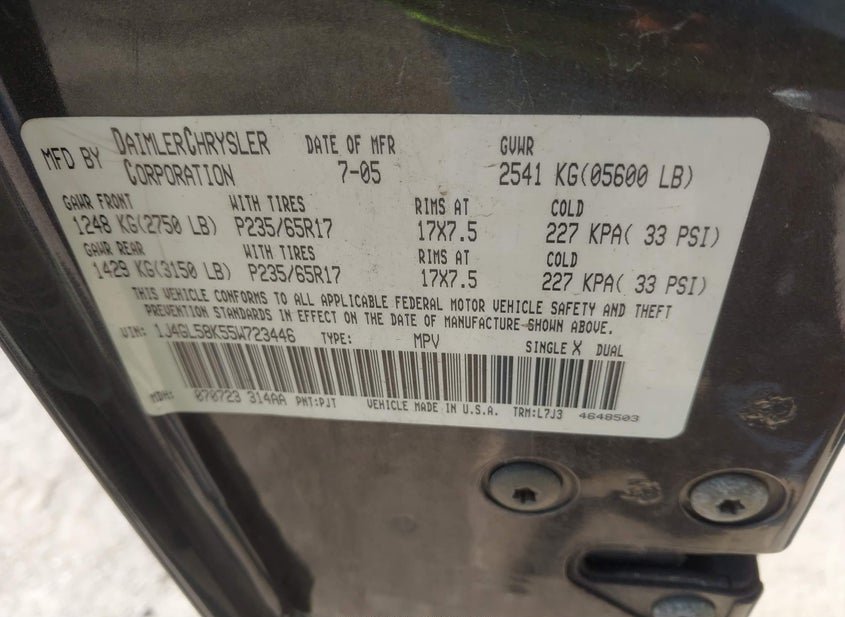 MFD BY DAIMLERCHRYSLER CORPORATION DATE OF MFR 7-05 GVWR 2541 KG(05600 LB)
GAWR FRONT WITH TIRES RIMS AT COLD
1248 KG(2750 LB) P235/65R17 17X7.5 227 KPA( 33 PSI)
GAWR REAR WITH TIRES RIMS AT COLD
1429 KG(3150 LB) P235/65R17 17X7.5 227 KPA( 33 PSI)
THIS VEHICLE CONFORMS TO ALL APPLICABLE FEDERAL MOTOR VEHICLE SAFETY AND THEFT
PREVENTION STANDARDS IN EFFECT ON THE DATE OF MANUFACTURE SHOWN ABOVE.
VIN: 1J4GL58K55W723446 TYPE: MPV SINGLE X DUAL
MDH: 070723 314AA PNT:PJT VEHICLE MADE IN U.S.A. TRM:L7J3 4648503